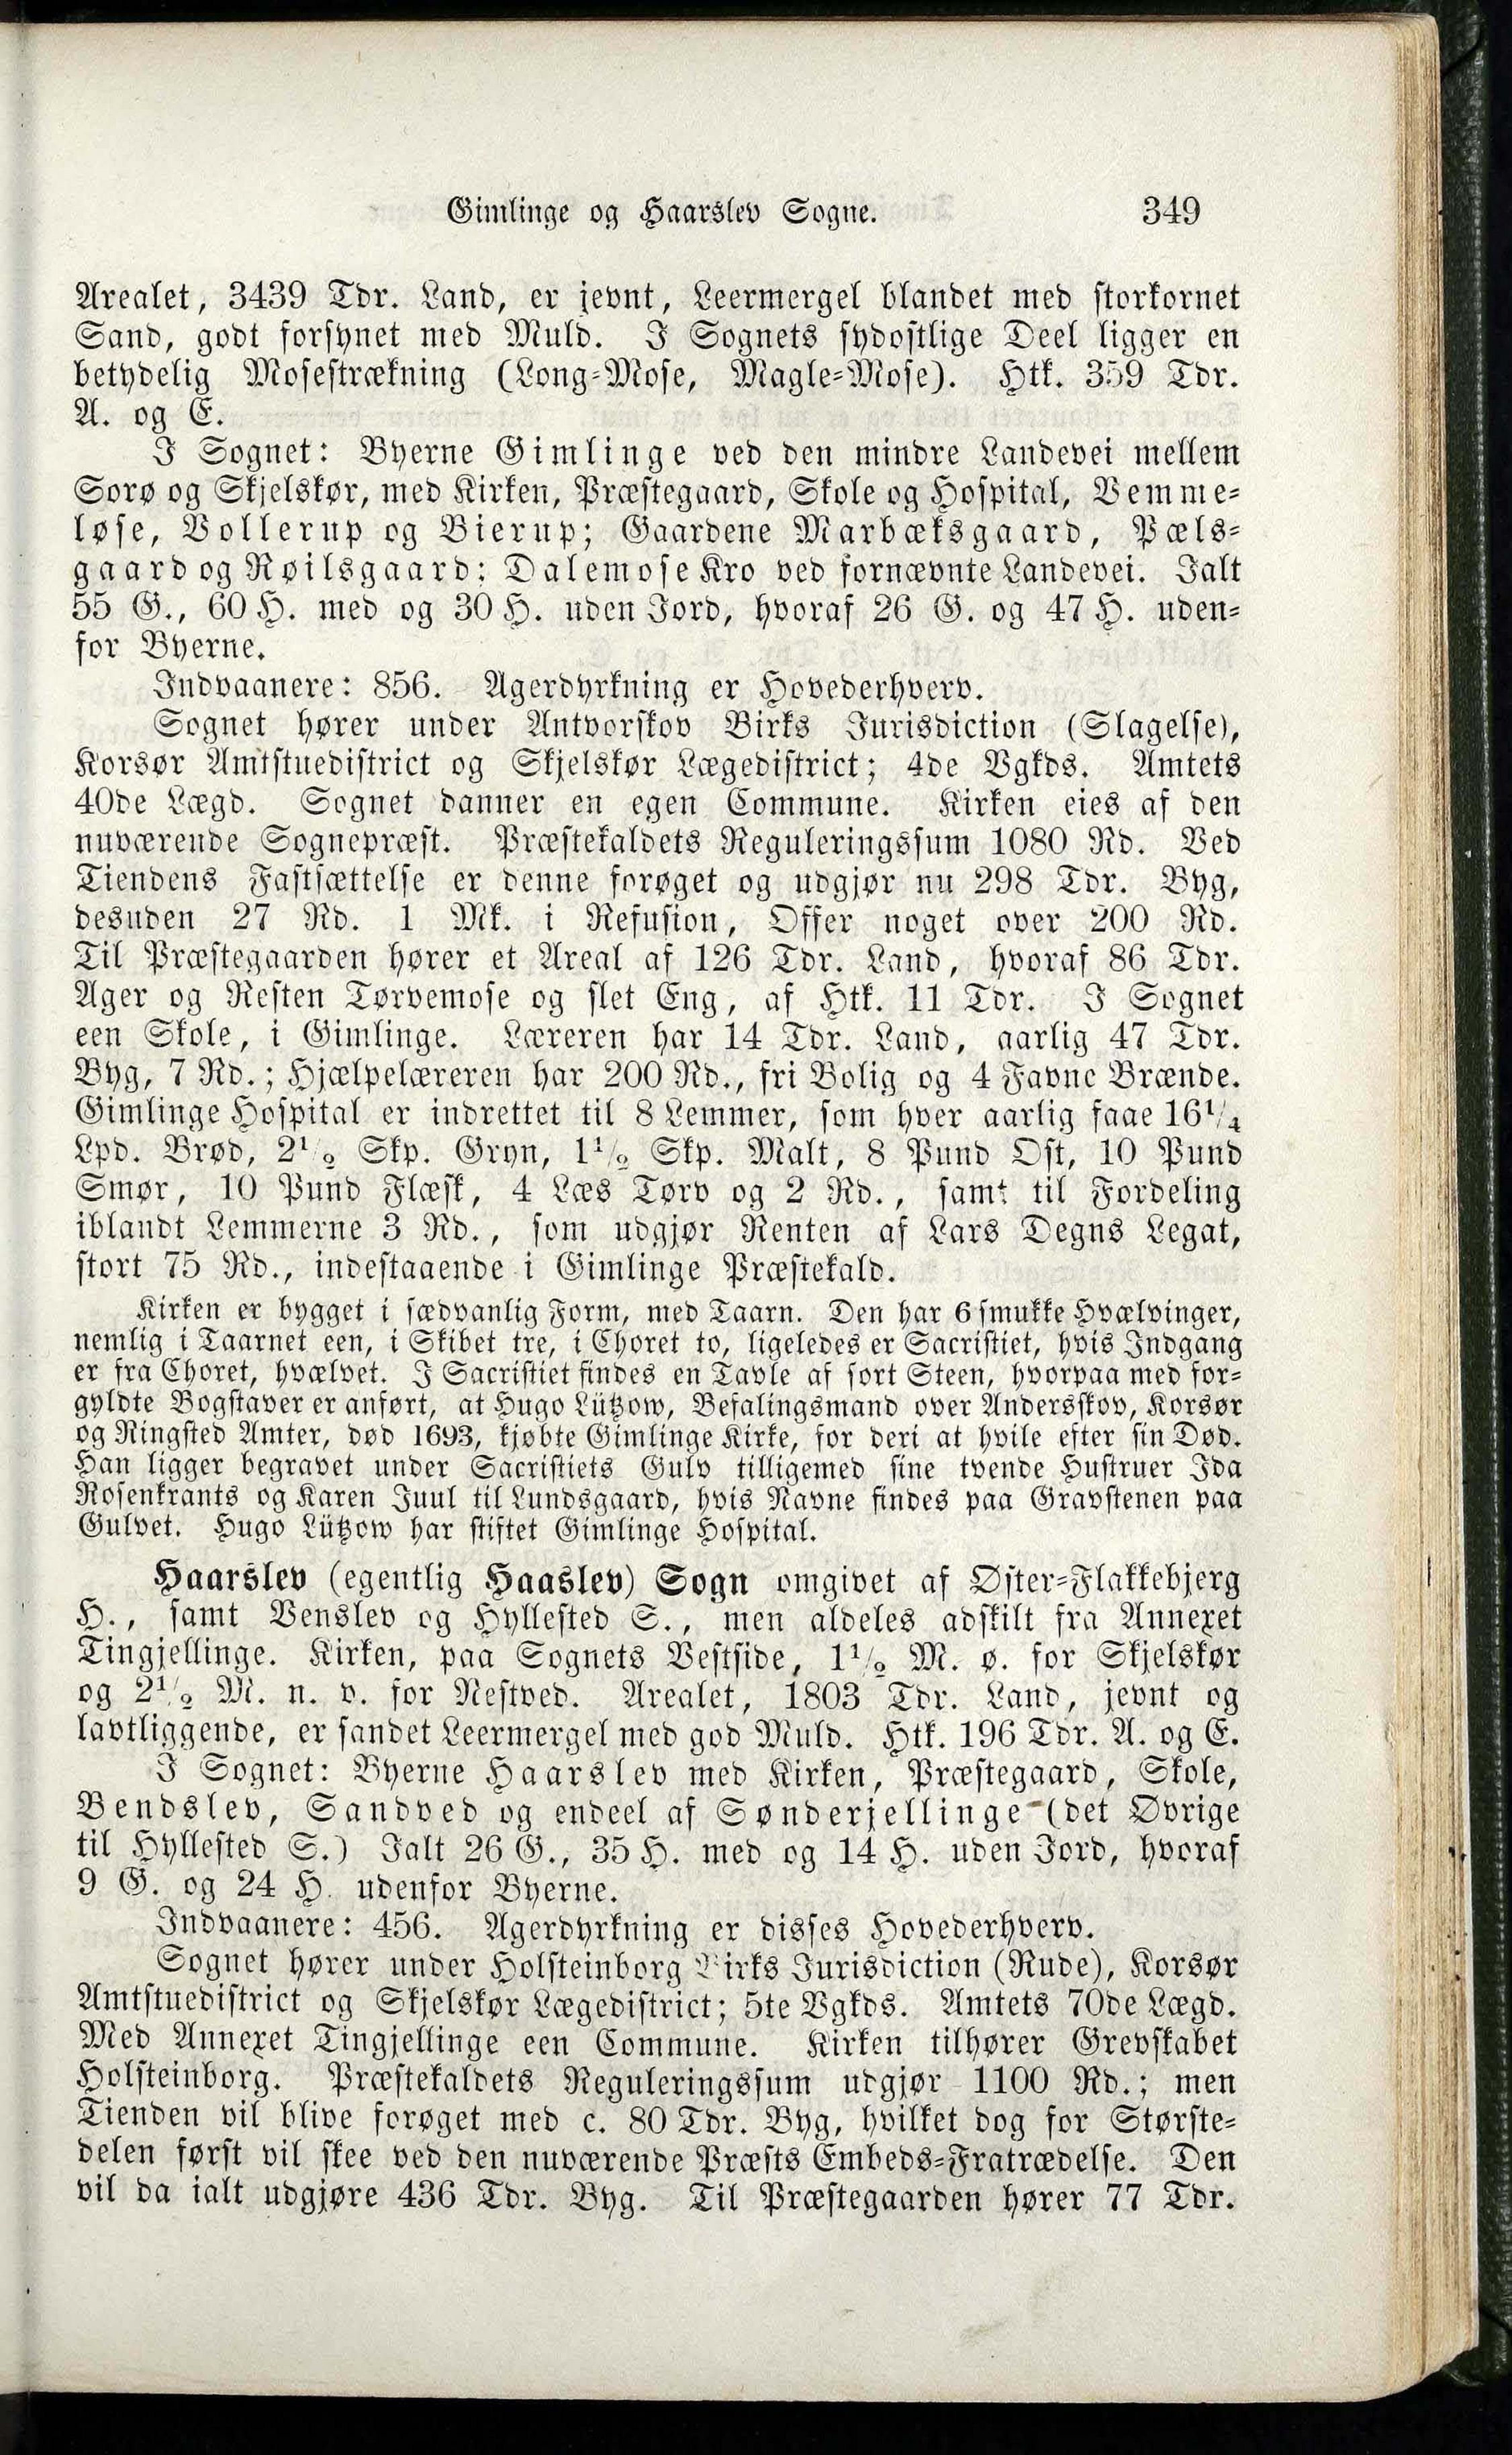 Gimlinge og Haarslev Sogne. 349
Arealet, 3439 Tdr. Land, er jevnt, Leermergel blandet med storkornet
Sand, godt forsynet med Muld. I Sognets sydostlige Deel ligger en
betydelig Mosestrækning (Long-Mose, Magle-Mose). Htk. 359 Tdr.
A. og E.
I Sognet: Byerne Gimlinge ved den mindre Landevei mellem
Sorø og Skjelskør, med Kirken, Præstegaard, Skole og Hospital, Vemme-
løse, Vollerup og Bierup; Gaardene Marbæksgaard, Pæls-
gaard og Røilsgaard; Dalemose Kro ved fornævnte Landevei. Ialt
55 G., 60 H. med og 30 H. uden Jord, hvoraf 26 G. og 47 H. uden-
for Byerne.
Indvaanere: 856. Agerdyrkning er Hovederhverv.
Sognet hører under Antvorskov Birks Jurisdiction (Slagelse),
Korsør Amtstuedistrict og Skjelskør Lægedistrict; 4de Vgkds. Amtets
40de Lægd. Sognet danner en egen Commune. Kirken eies af den
nuværende Sognepræst. Præstekaldets Reguleringssum 1080 Rd. Ved
Tiendens Fastsættelse er denne forøget og udgjør nu 298 Tdr. Byg,
desuden 27 Rd. 1 Mk. i Refusion, Offer noget over 200 Rd.
Til Præstegaarden hører et Areal af 126 Tdr. Land, hvoraf 86 Tdr.
Ager og Resten Tørvemose og slet Eng, af Htk. 11 Tdr. I Sognet
een Skole, i Gimlinge. Læreren har 14 Tdr. Land, aarlig 47 Tdr.
Byg, 7 Rd.; Hjælpelæreren har 200 Rd., fri Bolig og 4 Favne Brænde.
Gimlinge Hospital er indrettet til 8 Lemmer, som hver aarlig faae 16 1/4
Lpd. Brød, 2 1/2 Skp. Gryn, 1 1/2 Skp. Malt, 8 Pund Ost, 10 Pund
Smør, 10 Pund Flæsk, 4 Læs Tørv og 2 Rd., samt til Fordeling
iblandt Lemmerne 3 Rd., som udgjør Renten af Lars Degns Legat,
stort 75 Rd., indestaaende i Gimlinge Præstekald.
Kirken er bygget i sædvanlig Form, med Taarn. Den har 6 smukke Hvælvinger,
nemlig i Taarnet een, i Skibet tre, i Choret to, ligeledes er Sacristiet, hvis Indgang
er fra Choret, hvælvet. I Sacristiet findes en Tavle af sort Steen, hvorpaa med for-
gyldte Bogstaver er anført, at Hugo Lützow, Befalingsmand over Andersskov, Korsør
og Ringsted Amter, død 1693, kjøbte Gimlinge Kirke, for deri at hvile efter sin Død.
Han ligger begravet under Sacristiets Gulv tilligemed sine tvende Hustruer Ida
Rosenkrants og Karen Juul til Lundsgaard, hvis Navne findes paa Gravstenen paa
Gulvet. Hugo Lützow har stiftet Gimlinge Hospital.
Haarslev (egentlig Haaslev) Sogn omgivet af Øster-Flakkebjerg
H., samt Venslev og Hyllested S., men aldeles adskilt fra Annexet
Tingjellinge. Kirken, paa Sognets Vestside, 1 1/2 M. ø. for Skjelskør
og 2 1/2 M. n. v. for Nestved. Arealet, 1803 Tdr. Land, jevnt og
lavtliggende, er sandet Leermergel med god Muld. Htk. 196 Tdr. A. og E.
I Sognet: Byerne Haarslev med Kirken, Præstegaard, Skole,
Bendslev, Sandved og endeel af Sønderjellinge (det Øvrige
til Hyllested S.) Ialt 26 G., 35 H. med og 14 H. uden Jord, hvoraf
9 G. og 24 H. udenfor Byerne.
Indvaanere: 456. Agerdyrkning er disses Hovederhverv.
Sognet hører under Holsteinborg Birks Jurisdiction (Rude), Korsør
Amtstuedistrict og Skjelskør Lægedistrict; 5te Vgkds. Amtets 70de Lægd.
Med Annexet Tingjellinge een Commune. Kirken tilhører Grevskabet
Holsteinborg. Præstekaldets Reguleringssum udgjør 1100 Rd.; men
Tienden vil blive forøget med c. 80 Tdr. Byg, hvilket dog for Største-
delen først vil skee ved den nuværende Præsts Embeds-Fratrædelse. Den
vil da ialt udgjøre 436 Tdr. Byg. Til Præstegaarden hører 77 Tdr.